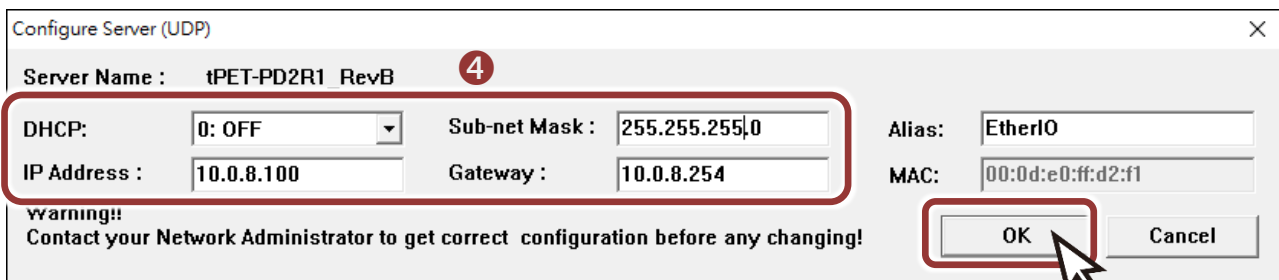 Configure Server (UDP)
Server Name : tPET-PD2R1_RevB
4
DHCP: 0: OFF Sub-net Mask : 255.255.255.0 Alias: EtherIO
IP Address : 10.0.8.100 Gateway : 10.0.8.254 MAC: 00:0d:e0:ff:d2:f1
Warning!!
Contact your Network Administrator to get correct configuration before any changing!
OK Cancel